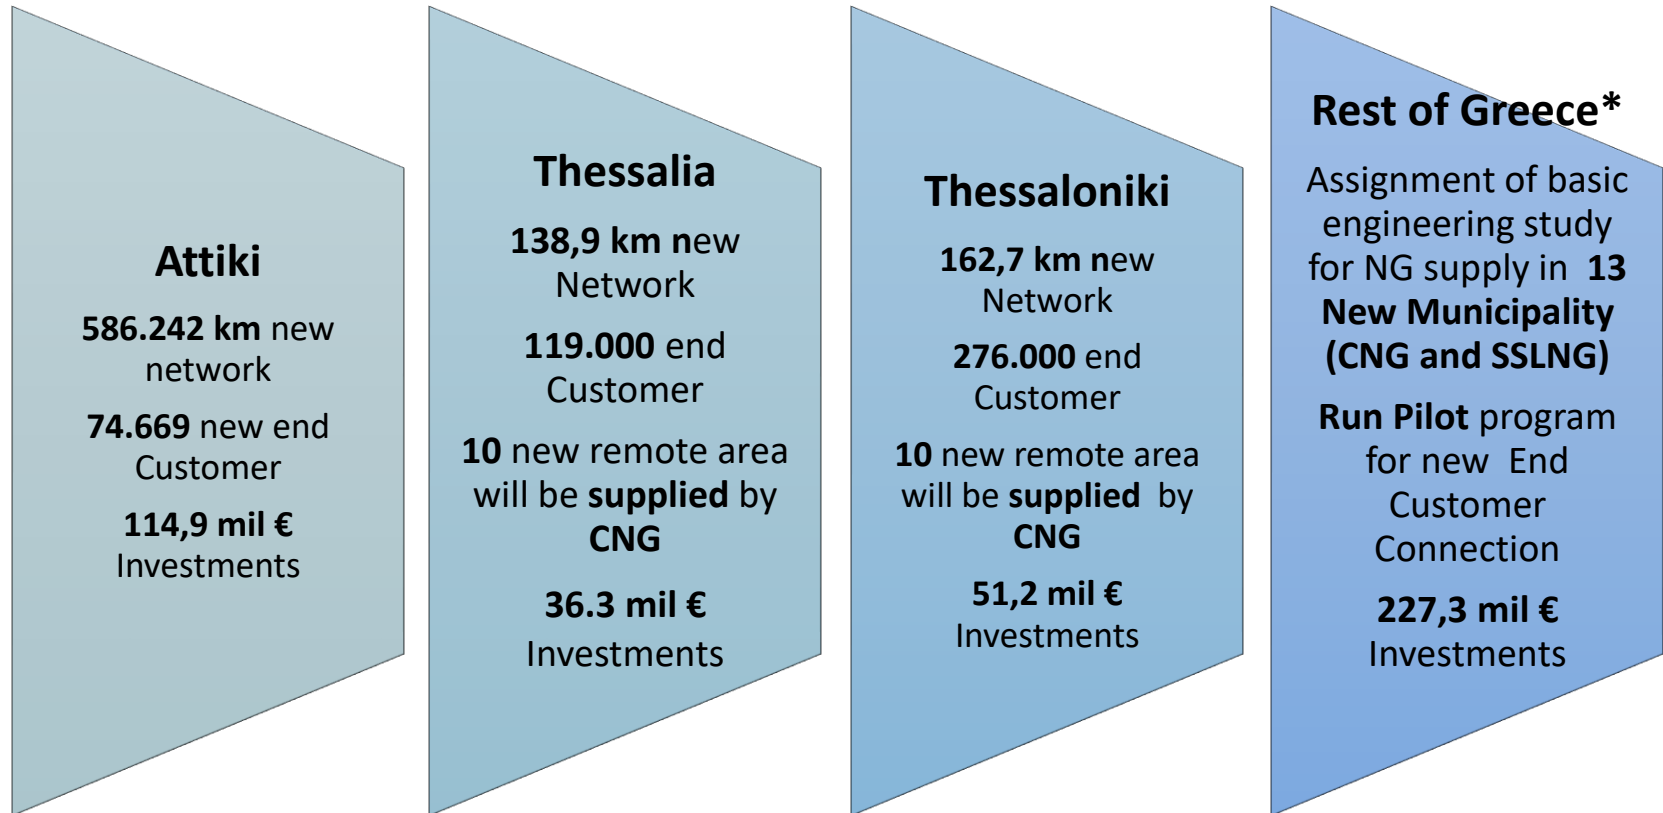 Attiki
586.242 km new
network
74.669 new end
Customer
114,9 mil €
Investments
Thessalia
138,9 km new
Network
119.000 end
Customer
10 new remote area
will be supplied by
CNG
36.3 mil €
Investments
Thessaloniki
162,7 km new
Network
276.000 end
Customer
10 new remote area
will be supplied by
CNG
51,2 mil €
Investments
Rest of Greece*
Assignment of basic
engineering study
for NG supply in 13
New Municipality
(CNG and SSLNG)
Run Pilot program
for new End
Customer
Connection
227,3 mil €
Investments